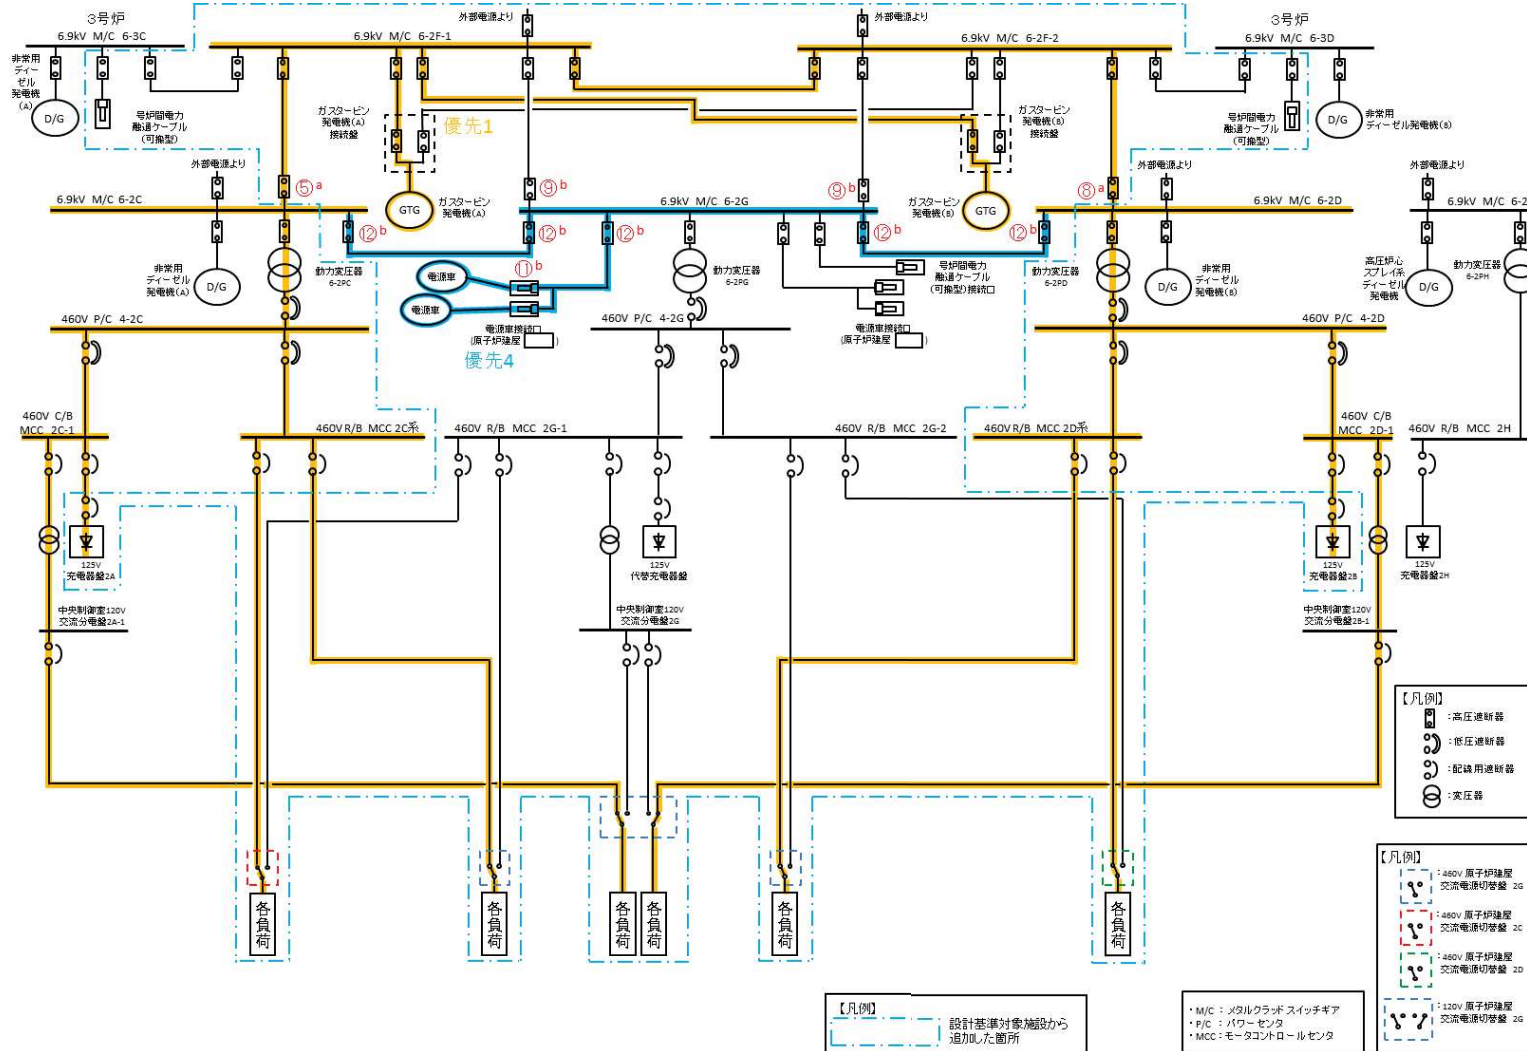 3号炉
6.9kV M/C 6-3C
外部電源より
6.9kV M/C 6-2F-1
外部電源より
6.9kV M/C 6-2F-2
3号炉
6.9kV M/C 6-3D
非常用
ディー
ゼル
発電機
(A)
D/G
号炉間電力
融通ケーブル
(可搬型)
ガスタービン
発電機(A)
接続盤
優先1
ガスタービン
発電機(B)
接続盤
号炉間電力
融通ケーブル
(可搬型)
D/G
非常用
ディーゼル発電機(B)
外部電源より
⑤a
⑨b
⑨b
⑧a
外部電源より
外部電源より
6.9kV M/C 6-2C
GTG
ガスタービン
発電機(A)
6.9kV M/C 6-2G
ガスタービン
発電機(B)
GTG
6.9kV M/C 6-2D
6.9kV M/C 6-2
⑫b
⑫b
⑫b
⑫b
⑫b
非常用
ディーゼル
発電機(A)
D/G
動力変圧器
6-2PC
電源車
⑪b
電源車
動力変圧器
6-2PG
号炉間電力
融通ケーブル
(可搬型)接続口
動力変圧器
6-2PD
D/G
非常用
ディーゼル
発電機(B)
高圧炉心
スプレイ系
ディーゼル
発電機
D/G
動力変圧器
6-2PH
460V P/C 4-2C
電源車接続口
(原子炉建屋 )
優先4
460V P/C 4-2G
電源車接続口
(原子炉建屋 )
460V P/C 4-2D
460V C/B
MCC 2C-1
460V R/B MCC 2C系
460V R/B MCC 2G-1
460V R/B MCC 2G-2
460V R/B MCC 2D系
460V C/B
MCC 2D-1
460V R/B MCC 2H
125V
充電器盤2A
125V
代替充電器盤
125V
充電器盤2B
125V
充電器盤2H
中央制御室120V
交流分電盤2A-1
中央制御室120V
交流分電盤2G
中央制御室120V
交流分電盤2B-1
【凡例】
:高圧遮断器
:低圧遮断器
:配線用遮断器
:変圧器
各負荷
各負荷
各負荷
各負荷
各負荷
各負荷
【凡例】
:460V 原子炉建屋
交流電源切替盤 2G
:460V 原子炉建屋
交流電源切替盤 2C
:460V 原子炉建屋
交流電源切替盤 2D
:120V 原子炉建屋
交流電源切替盤 2G
【凡例】
設計基準対象施設から
追加した箇所
・M/C : メタルクラッドスイッチギア
・P/C : パワーセンタ
・MCC : モータコントロールセンタ